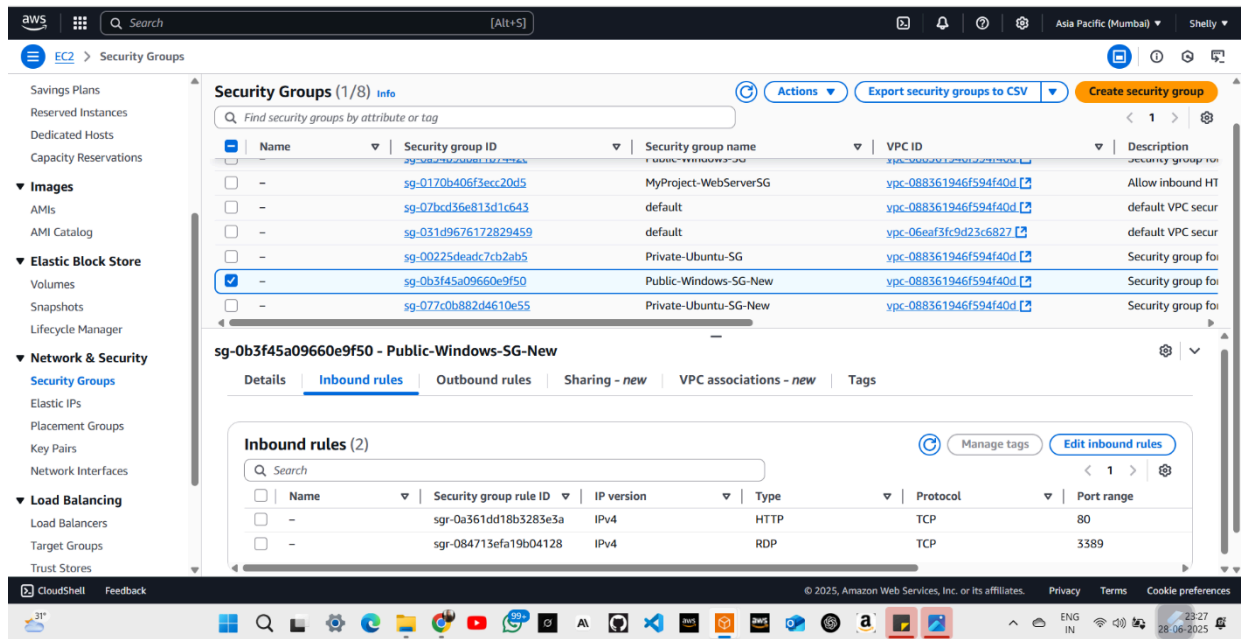 aws Search [Alt+S] Asia Pacific (Mumbai) Shelly
EC2 > Security Groups
Savings Plans
Reserved Instances
Dedicated Hosts
Capacity Reservations
Images
AMIs
AMI Catalog
Elastic Block Store
Volumes
Snapshots
Lifecycle Manager
Network & Security
Security Groups
Elastic IPs
Placement Groups
Key Pairs
Network Interfaces
Load Balancing
Load Balancers
Target Groups
Trust Stores
Security Groups (1/8) Info Actions Export security groups to CSV Create security group
Find security groups by attribute or tag 1
Name Security group ID Security group name VPC ID Description
– Public-Windows-SG vpc-088361946f594f40d Security group for
– sg-0170b406f3ecc20d5 MyProject-WebServerSG vpc-088361946f594f40d Allow inbound HT
– sg-07bcd36e813d1c643 default vpc-088361946f594f40d default VPC secur
– sg-031d9676172829459 default vpc-06eaf3fc9d23c6827 default VPC secur
– sg-00225deadc7cb2ab5 Private-Ubuntu-SG vpc-088361946f594f40d Security group for
– sg-0b3f45a09660e9f50 Public-Windows-SG-New vpc-088361946f594f40d Security group for
– sg-077c0b882d4610e55 Private-Ubuntu-SG-New vpc-088361946f594f40d Security group for
sg-0b3f45a09660e9f50 - Public-Windows-SG-New
Details Inbound rules Outbound rules Sharing - new VPC associations - new Tags
Inbound rules (2) Manage tags Edit inbound rules
Search 1
Name Security group rule ID IP version Type Protocol Port range
– sgr-0a361dd18b3283e3a IPv4 HTTP TCP 80
– sgr-084713efa19b04128 IPv4 RDP TCP 3389
CloudShell Feedback © 2025, Amazon Web Services, Inc. or its affiliates. Privacy Terms Cookie preferences
31° 99+ aws aws a ENG 23:27
IN 28-06-2025